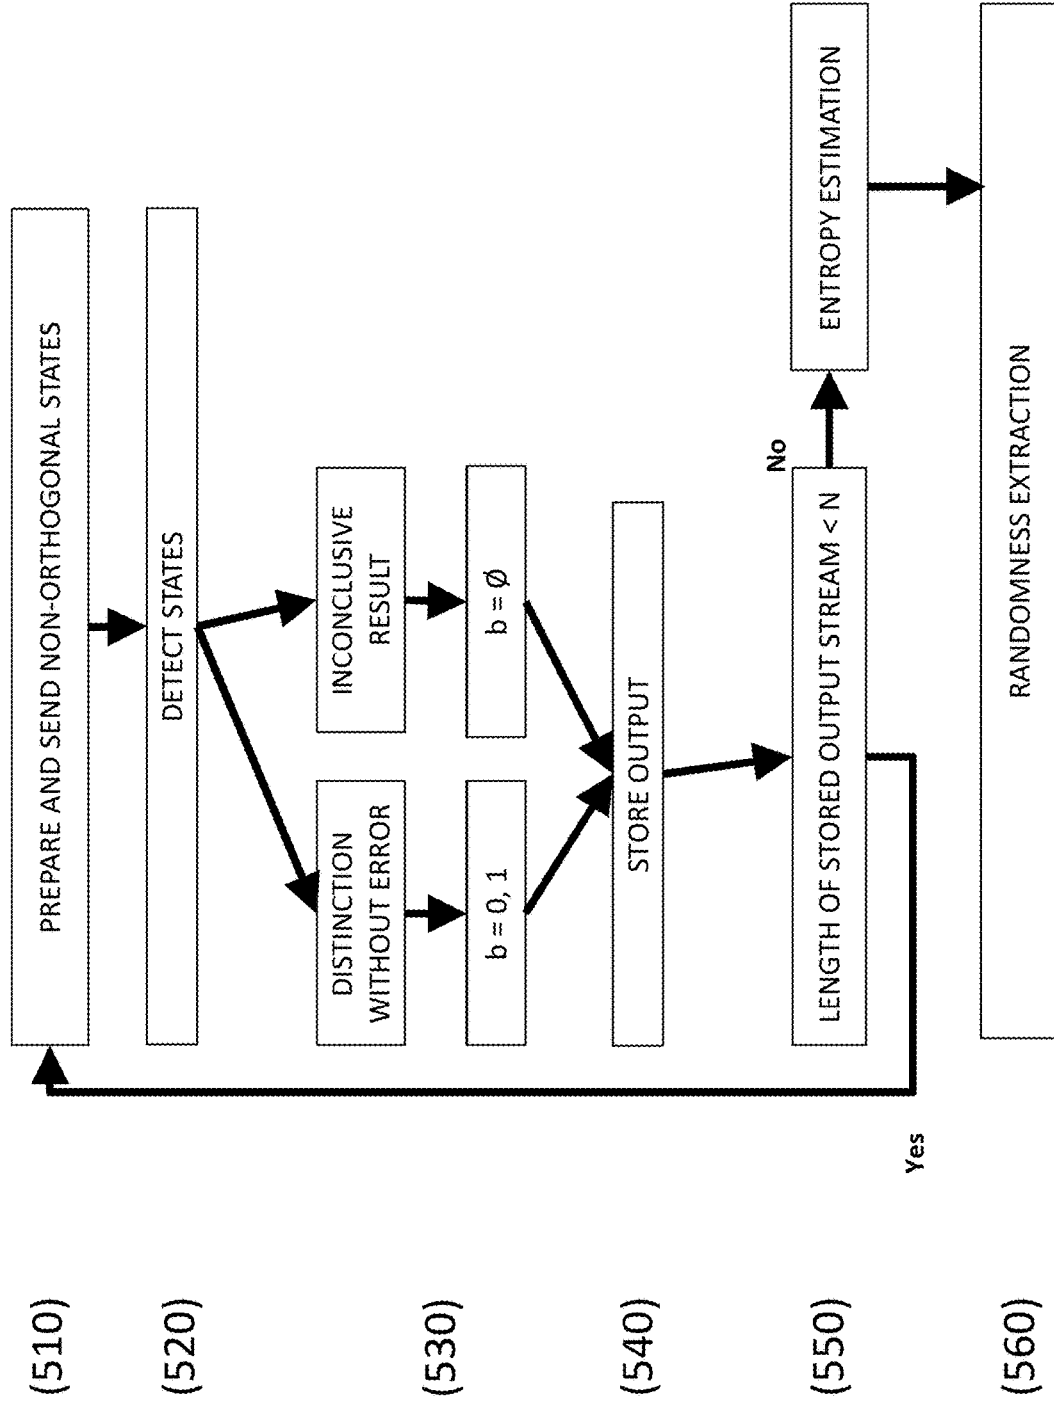 (510)
PREPARE AND SEND NON-ORTHOGONAL STATES
(520)
DETECT STATES
(530)
DISTINCTION
WITHOUT ERROR
INCONCLUSIVE
RESULT
b = 0, 1
b = Ø
(540)
STORE OUTPUT
(550)
LENGTH OF STORED OUTPUT STREAM < N
No
ENTROPY ESTIMATION
Yes
(560)
RANDOMNESS EXTRACTION